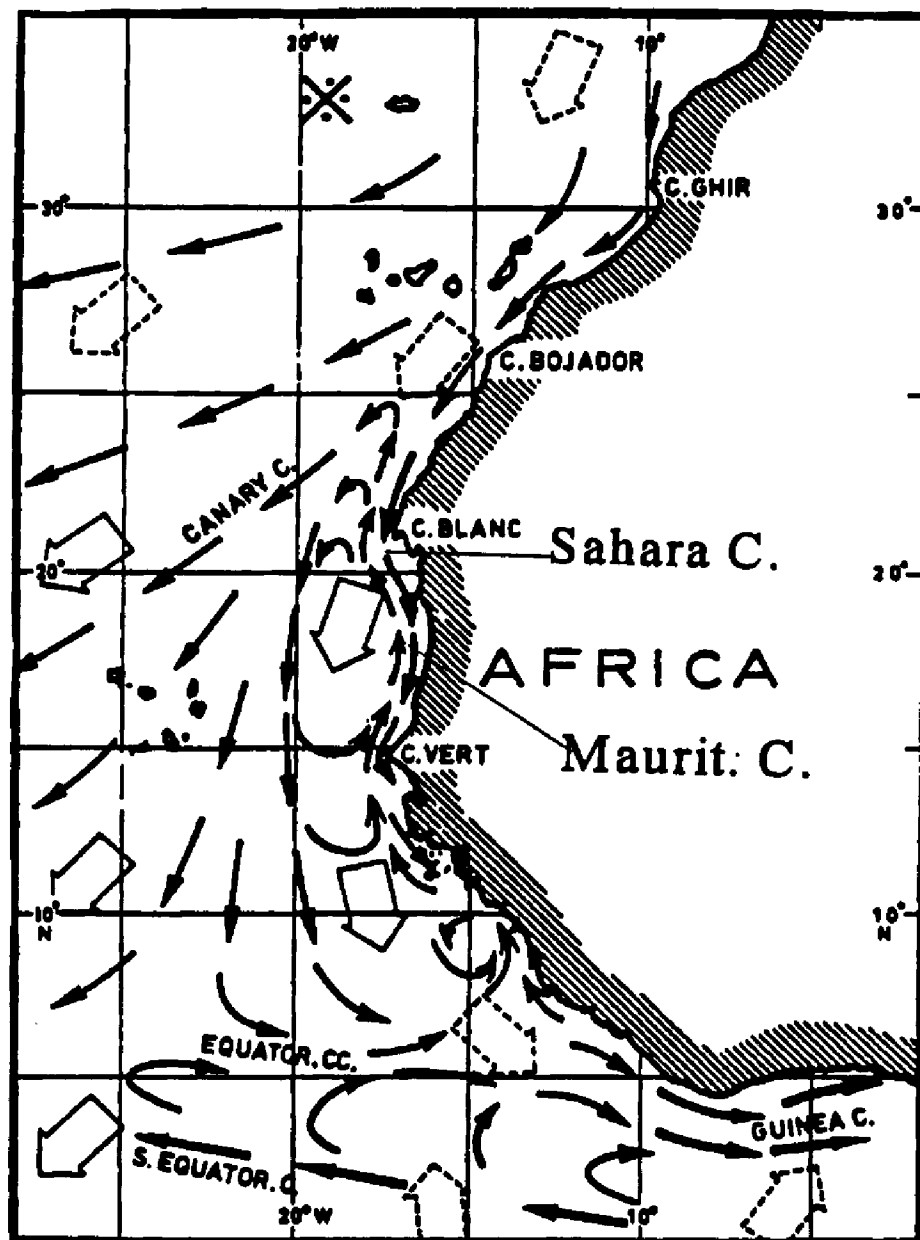 20°W
10°
C. GHIR
30°
30°
C. BOJADOR
CANARY C.
C. BLANC
Sahara C.
20°
20°
AFRICA
C. VERT
Maurit. C.
10°
N
10°
N
EQUATOR. CC.
GUINEA C.
S. EQUATOR. C.
20°W
10°